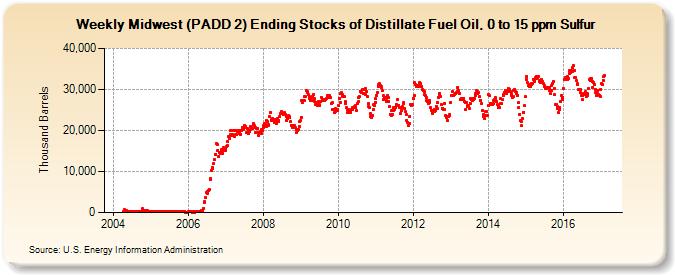 Weekly Midwest (PADD 2) Ending Stocks of Distillate Fuel Oil, 0 to 15 ppm Sulfur
Thousand Barrels
40,000
30,000
20,000
10,000
0
2004 2006 2008 2010 2012 2014 2016
Source: U.S. Energy Information Administration